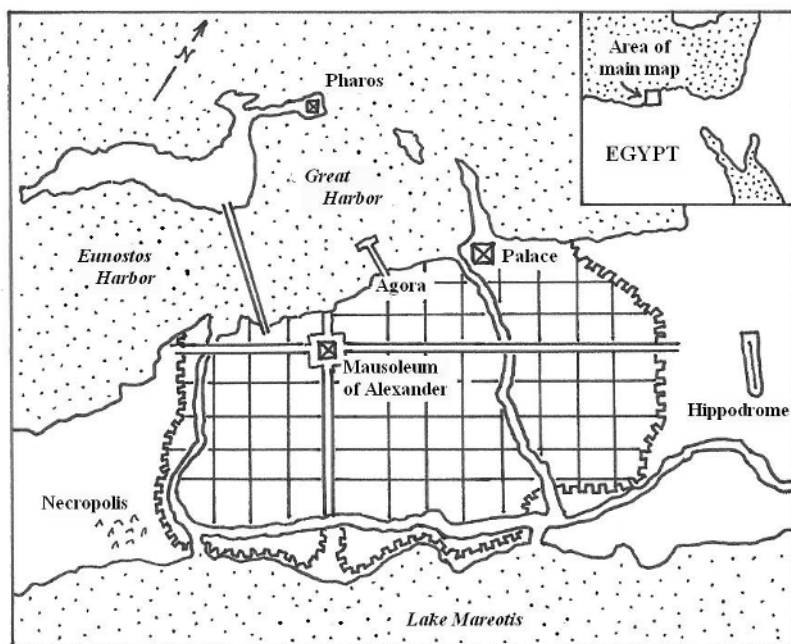 N
Pharos
Area of
main map
EGYPT
Great
Harbor
Eunostos
Harbor
Palace
Agora
Mausoleum
of Alexander
Hippodrome
Necropolis
Lake Mareotis